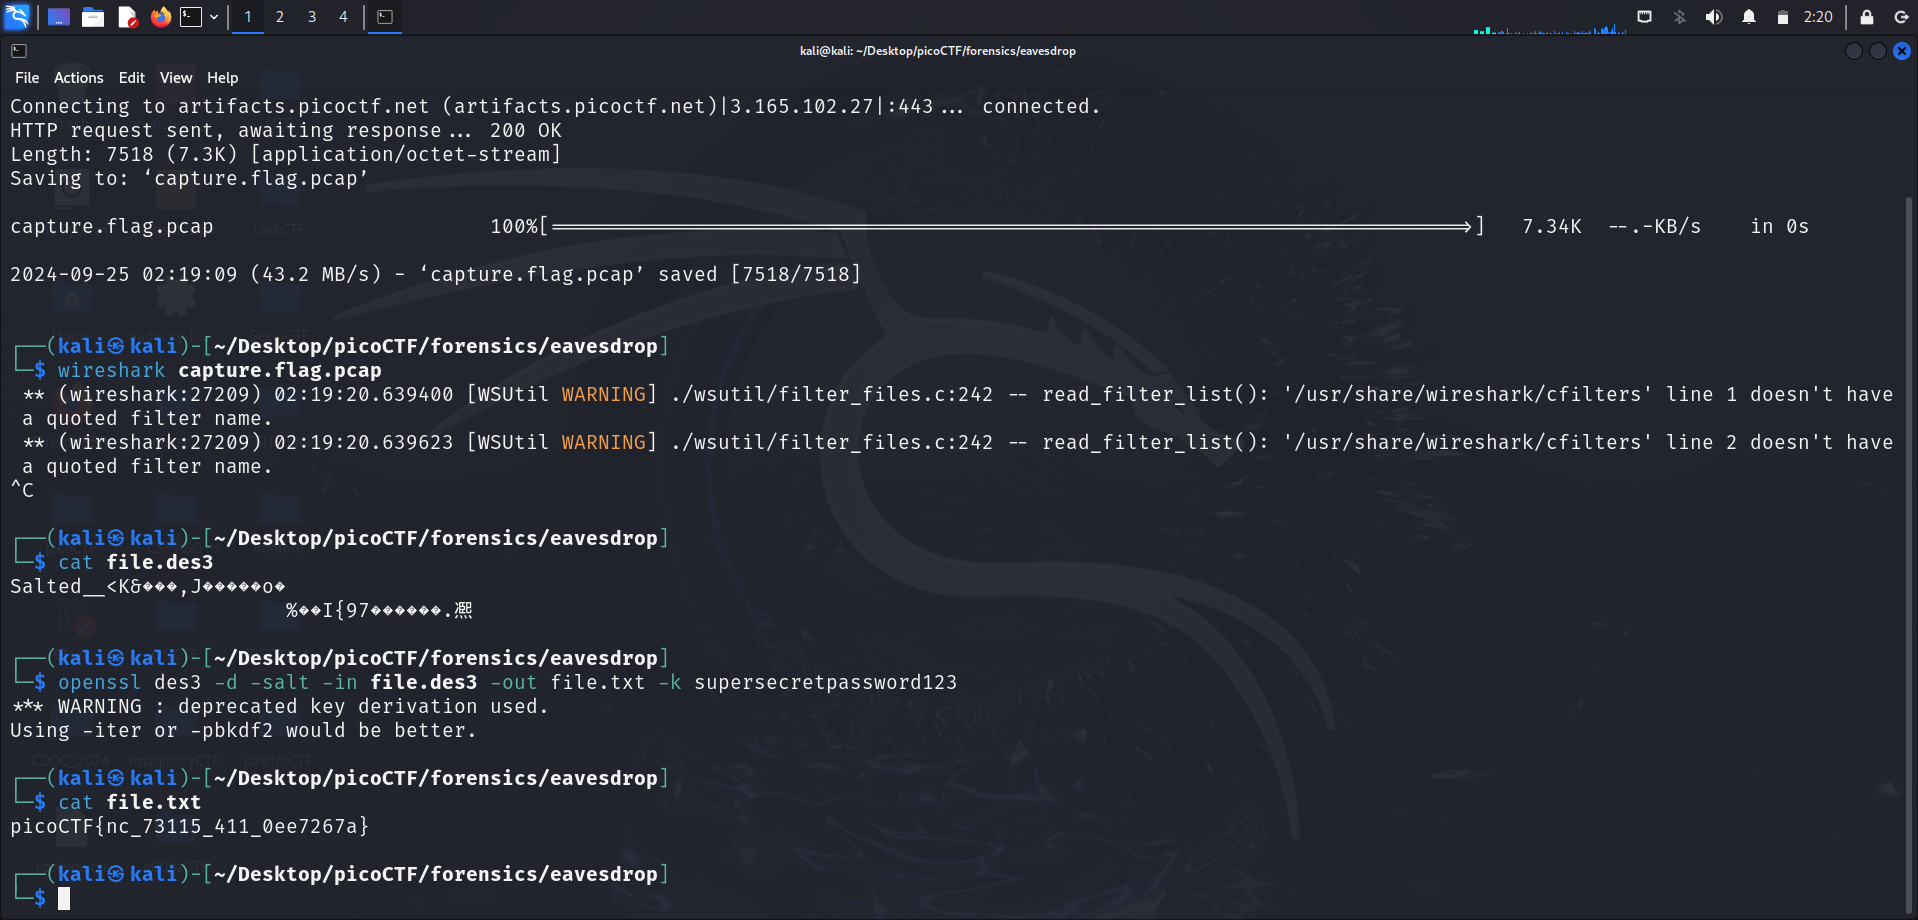 1 2 3 4 2:20
kali@kali: ~/Desktop/picoCTF/forensics/eavesdrop
File Actions Edit View Help
Connecting to artifacts.picoctf.net (artifacts.picoctf.net)|3.165.102.27|:443... connected.
HTTP request sent, awaiting response... 200 OK
Length: 7518 (7.3K) [application/octet-stream]
Saving to: ‘capture.flag.pcap’
capture.flag.pcap 100%[===================>] 7.34K --.-KB/s in 0s
2024-09-25 02:19:09 (43.2 MB/s) - ‘capture.flag.pcap’ saved [7518/7518]
┌──(kali㉿kali)-[~/Desktop/picoCTF/forensics/eavesdrop]
└─$ wireshark capture.flag.pcap
** (wireshark:27209) 02:19:20.639400 [WSUtil WARNING] ./wsutil/filter_files.c:242 -- read_filter_list(): '/usr/share/wireshark/cfilters' line 1 doesn't have
a quoted filter name.
** (wireshark:27209) 02:19:20.639623 [WSUtil WARNING] ./wsutil/filter_files.c:242 -- read_filter_list(): '/usr/share/wireshark/cfilters' line 2 doesn't have
a quoted filter name.
^C
┌──(kali㉿kali)-[~/Desktop/picoCTF/forensics/eavesdrop]
└─$ cat file.des3
Salted__<K&���,J�����o�
%��I{97������.凞
┌──(kali㉿kali)-[~/Desktop/picoCTF/forensics/eavesdrop]
└─$ openssl des3 -d -salt -in file.des3 -out file.txt -k supersecretpassword123
*** WARNING : deprecated key derivation used.
Using -iter or -pbkdf2 would be better.
CDDC_2024 imaginaryCTF patriotCTF
┌──(kali㉿kali)-[~/Desktop/picoCTF/forensics/eavesdrop]
└─$ cat file.txt
picoCTF{nc_73115_411_0ee7267a}
┌──(kali㉿kali)-[~/Desktop/picoCTF/forensics/eavesdrop]
└─$